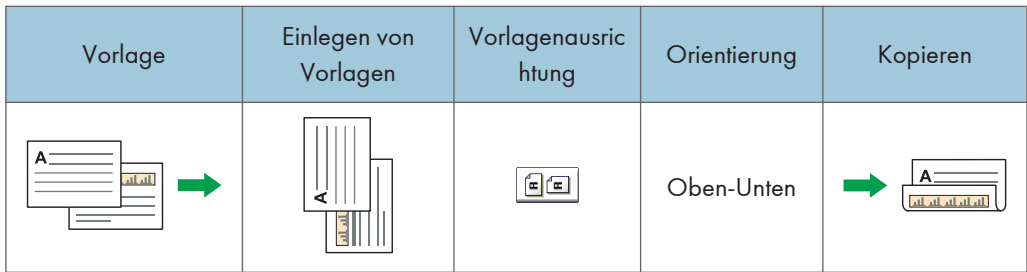 Vorlage
Einlegen von
Vorlagen
Vorlagenausric
htung
Orientierung
Kopieren
A
A
R R
Oben-Unten
A